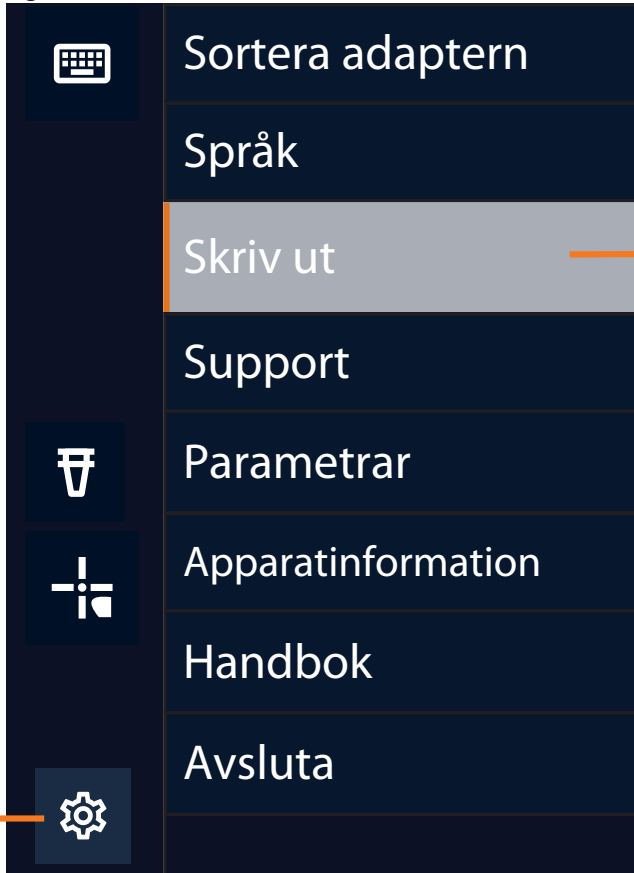 Sortera adaptern
Språk
Skriv ut
Support
Parametrar
Apparatinformation
Handbok
Avsluta